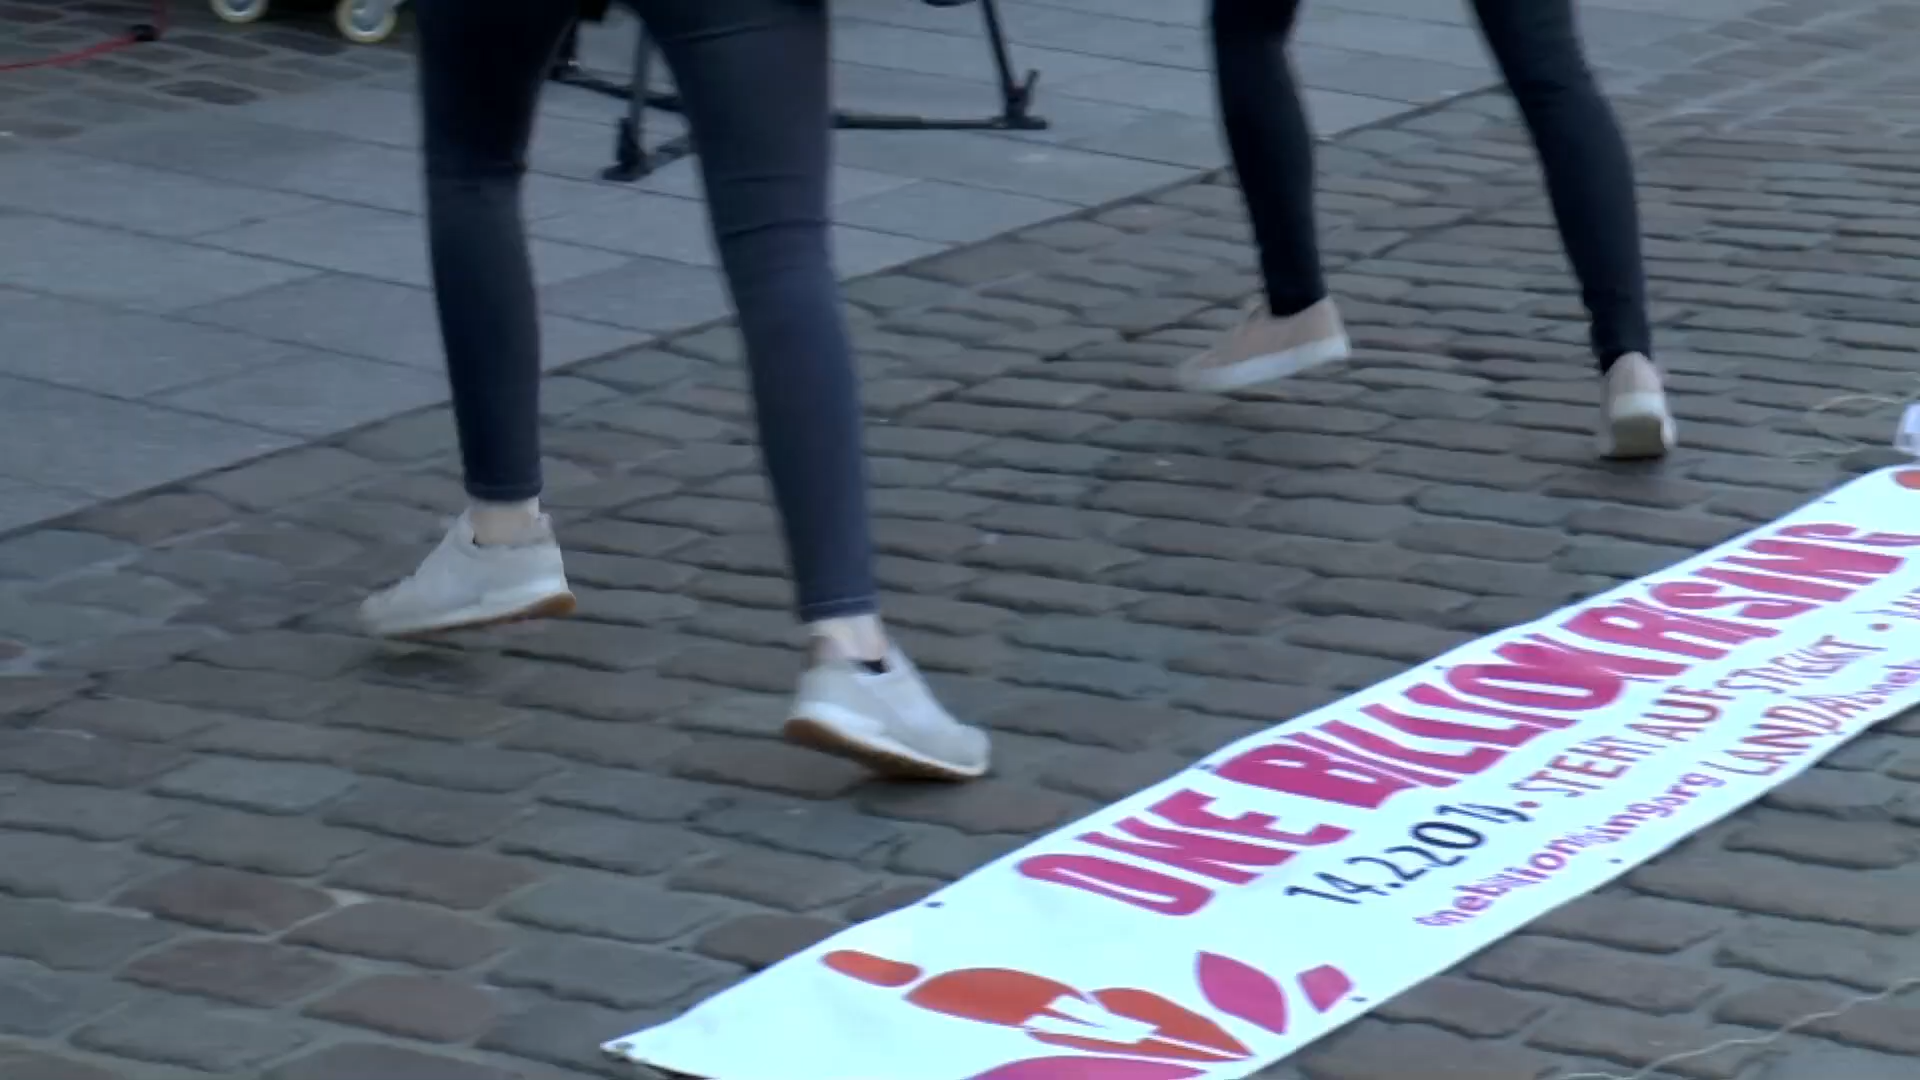 ONE BILLION RISING
14.2.2019 • STEHT AUF • STREIKT •
onebillionrising.org / LANDAU